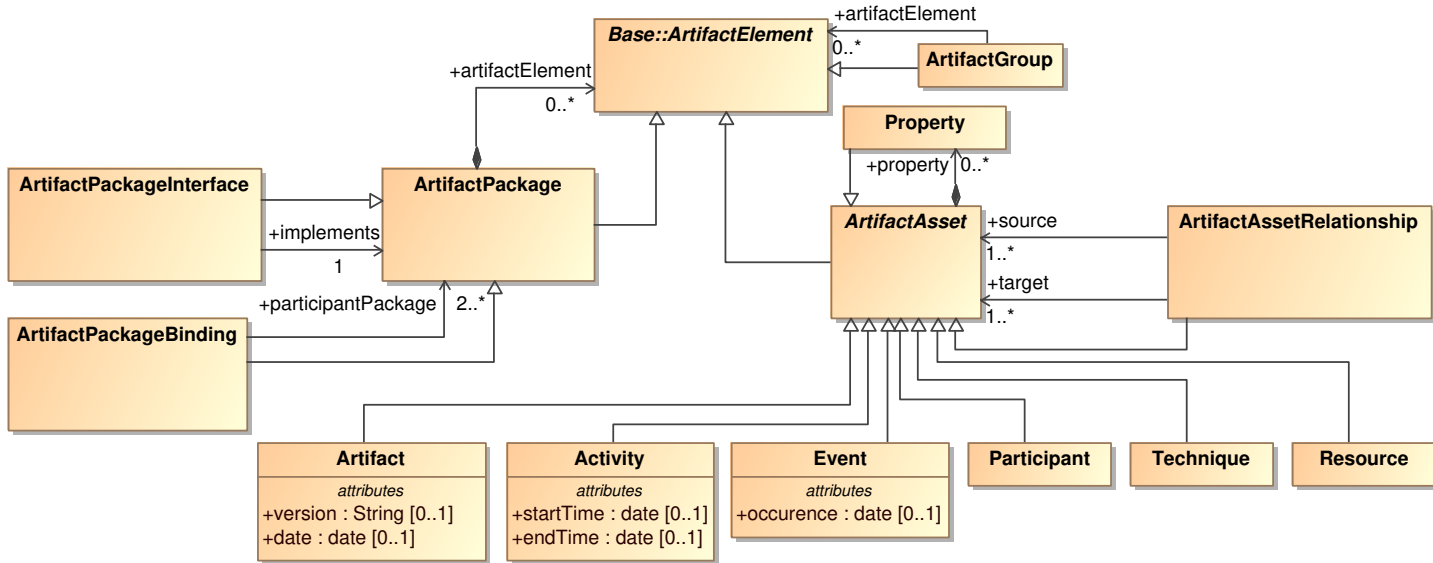 +artifactElement
Base::ArtifactElement
0..*
ArtifactGroup
+artifactElement
0..*
Property
+property
0..*
ArtifactPackageInterface
ArtifactPackage
+implements
1
ArtifactAsset
+source
1..*
ArtifactAssetRelationship
+target
1..*
+participantPackage
2..*
ArtifactPackageBinding
Artifact
attributes
+version : String [0..1]
+date : date [0..1]
Activity
attributes
+startTime : date [0..1]
+endTime : date [0..1]
Event
attributes
+occurence : date [0..1]
Participant
Technique
Resource